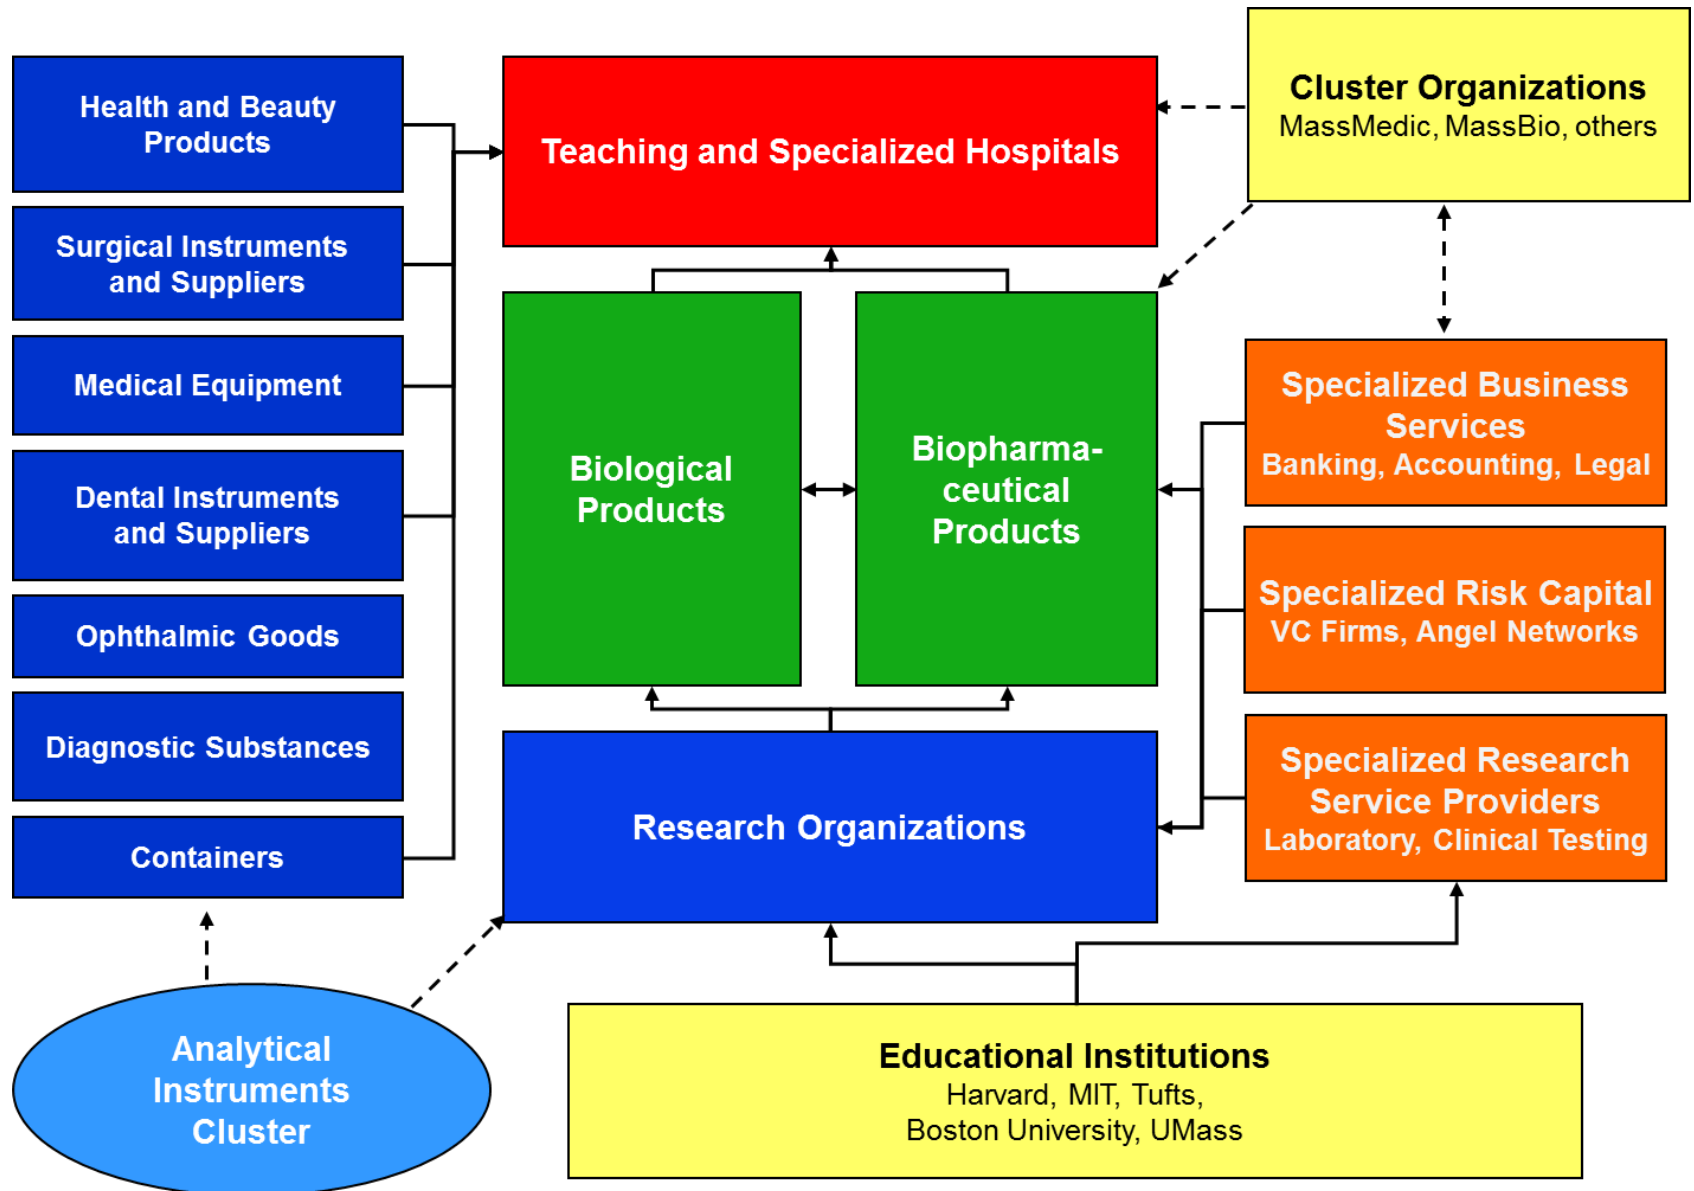 Health and Beauty
Products
Surgical Instruments
and Suppliers
Medical Equipment
Dental Instruments
and Suppliers
Ophthalmic Goods
Diagnostic Substances
Containers
Analytical
Instruments
Cluster
Teaching and Specialized Hospitals
Biological
Products
Biopharma-
ceutical
Products
Research Organizations
Educational Institutions
Harvard, MIT, Tufts,
Boston University, UMass
Cluster Organizations
MassMedic, MassBio, others
Specialized Business
Services
Banking, Accounting, Legal
Specialized Risk Capital
VC Firms, Angel Networks
Specialized Research
Service Providers
Laboratory, Clinical Testing